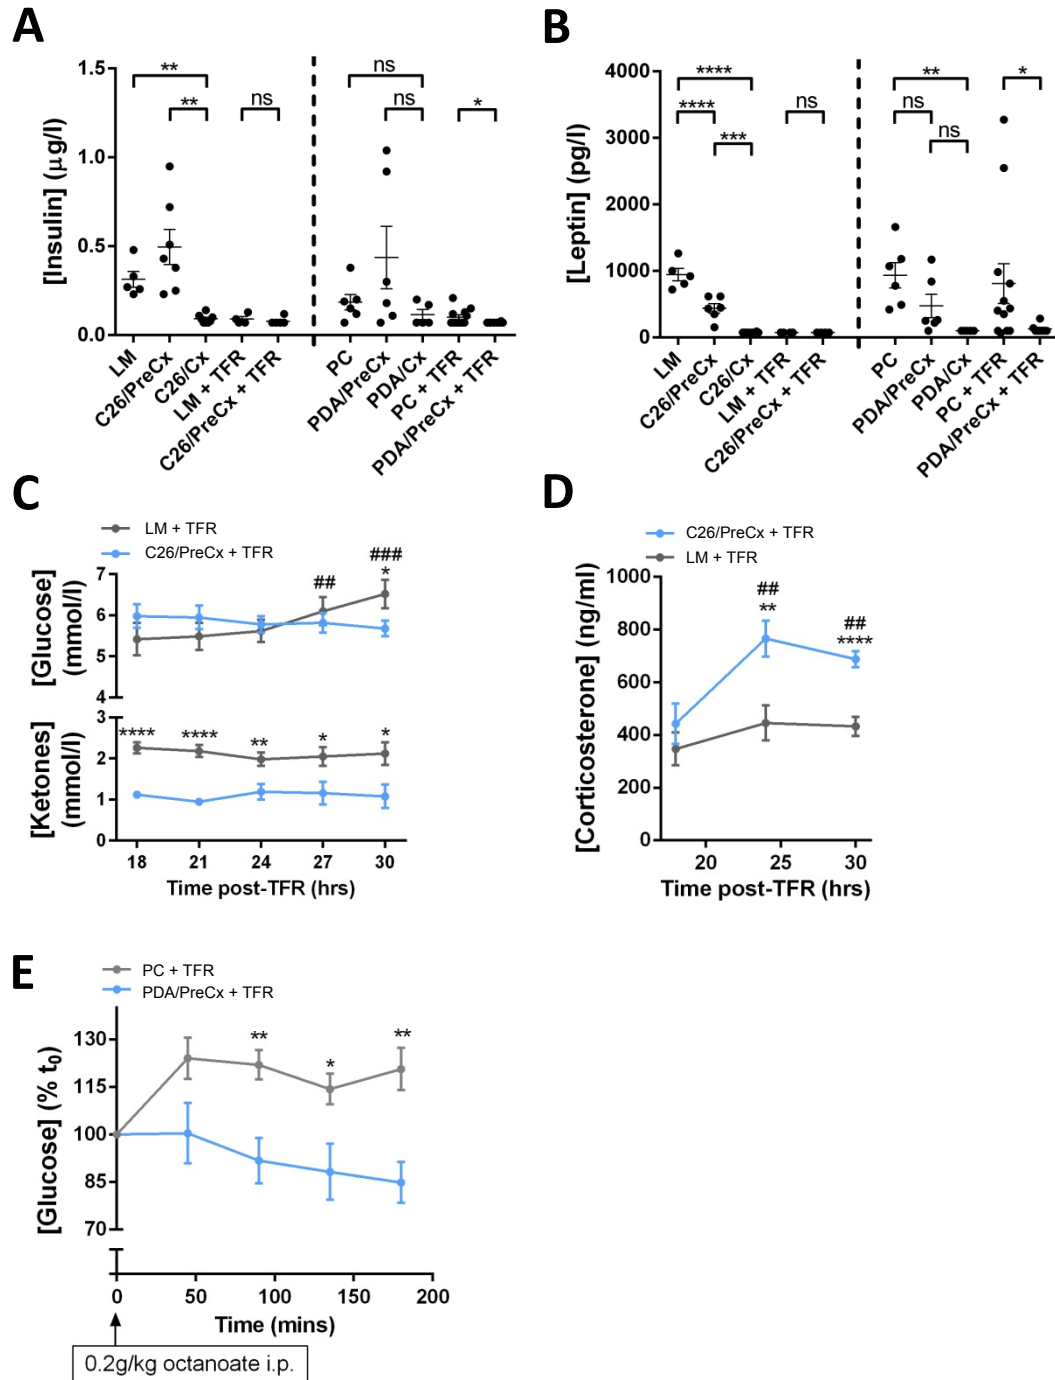 A
[Insulin] (µg/l)
1.5
1.0
0.5
0.0
**
**
ns
ns
ns
*
LM
C26/PreCx
C26/Cx
LM + TFR
C26/PreCx + TFR
PC
PDA/PreCx
PDA/Cx
PC + TFR
PDA/PreCx + TFR
B
[Leptin] (pg/l)
4000
3000
2000
1000
0
****
****
***
ns
**
ns
ns
*
LM
C26/PreCx
C26/Cx
LM + TFR
C26/PreCx + TFR
PC
PDA/PreCx
PDA/Cx
PC + TFR
PDA/PreCx + TFR
C
LM + TFR
C26/PreCx + TFR
[Glucose]
(mmol/l)
7
6
5
4
##
###
*
[Ketones]
(mmol/l)
3
2
1
0
****
****
**
*
*
18 21 24 27 30
Time post-TFR (hrs)
D
C26/PreCx + TFR
LM + TFR
[Corticosterone] (ng/ml)
1000
800
600
400
200
0
##
**
##
****
20 25 30
Time post-TFR (hrs)
E
PC + TFR
PDA/PreCx + TFR
[Glucose] (% t0)
130
115
100
85
70
**
*
**
0 50 100 150 200
Time (mins)
0.2g/kg octanoate i.p.